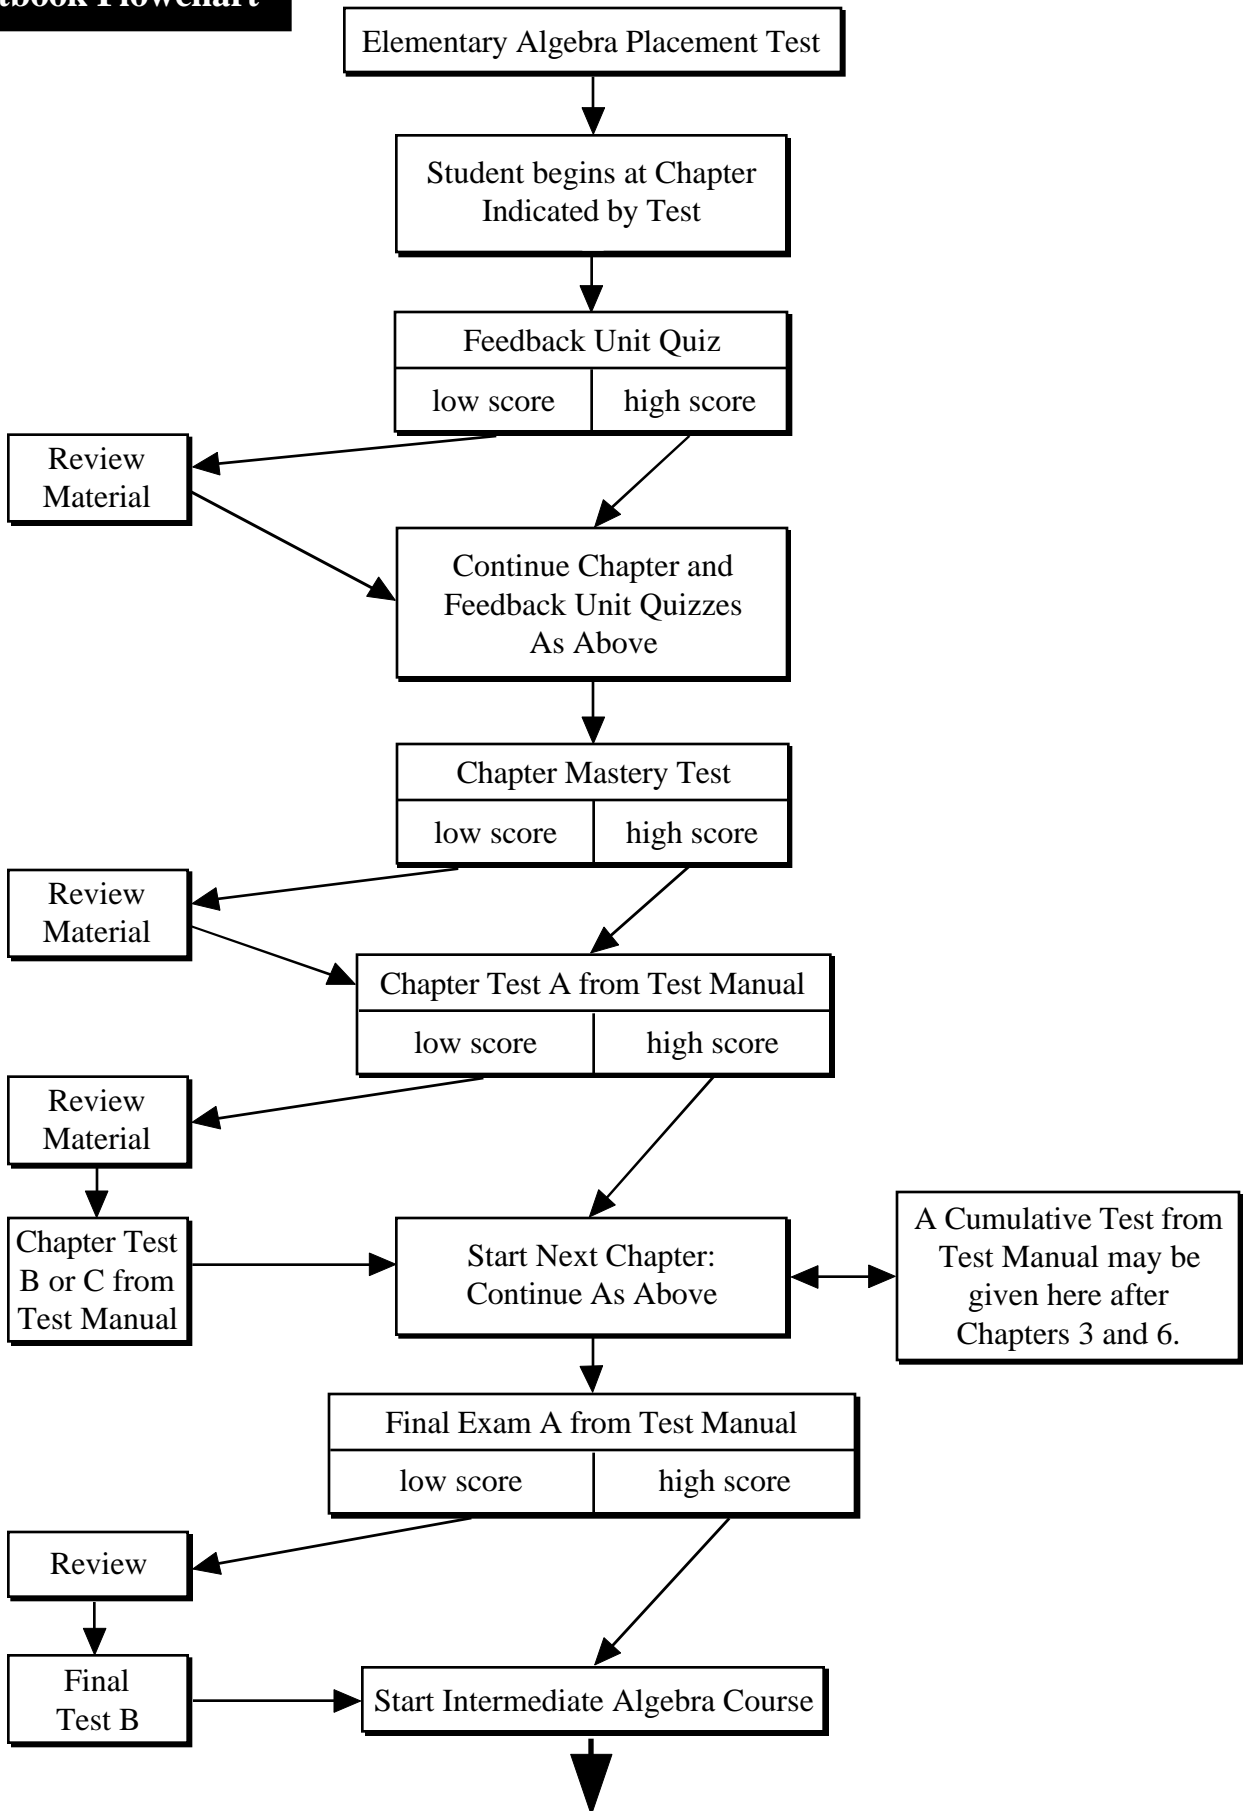 Flowchart
Elementary Algebra Placement Test
Student begins at Chapter
Indicated by Test
Feedback Unit Quiz
low score high score
Review
Material
Continue Chapter and
Feedback Unit Quizzes
As Above
Chapter Mastery Test
low score high score
Review
Material
Chapter Test A from Test Manual
low score high score
Review
Material
Chapter Test
B or C from
Test Manual
Start Next Chapter:
Continue As Above
A Cumulative Test from
Test Manual may be
given here after
Chapters 3 and 6.
Final Exam A from Test Manual
low score high score
Review
Final
Test B
Start Intermediate Algebra Course